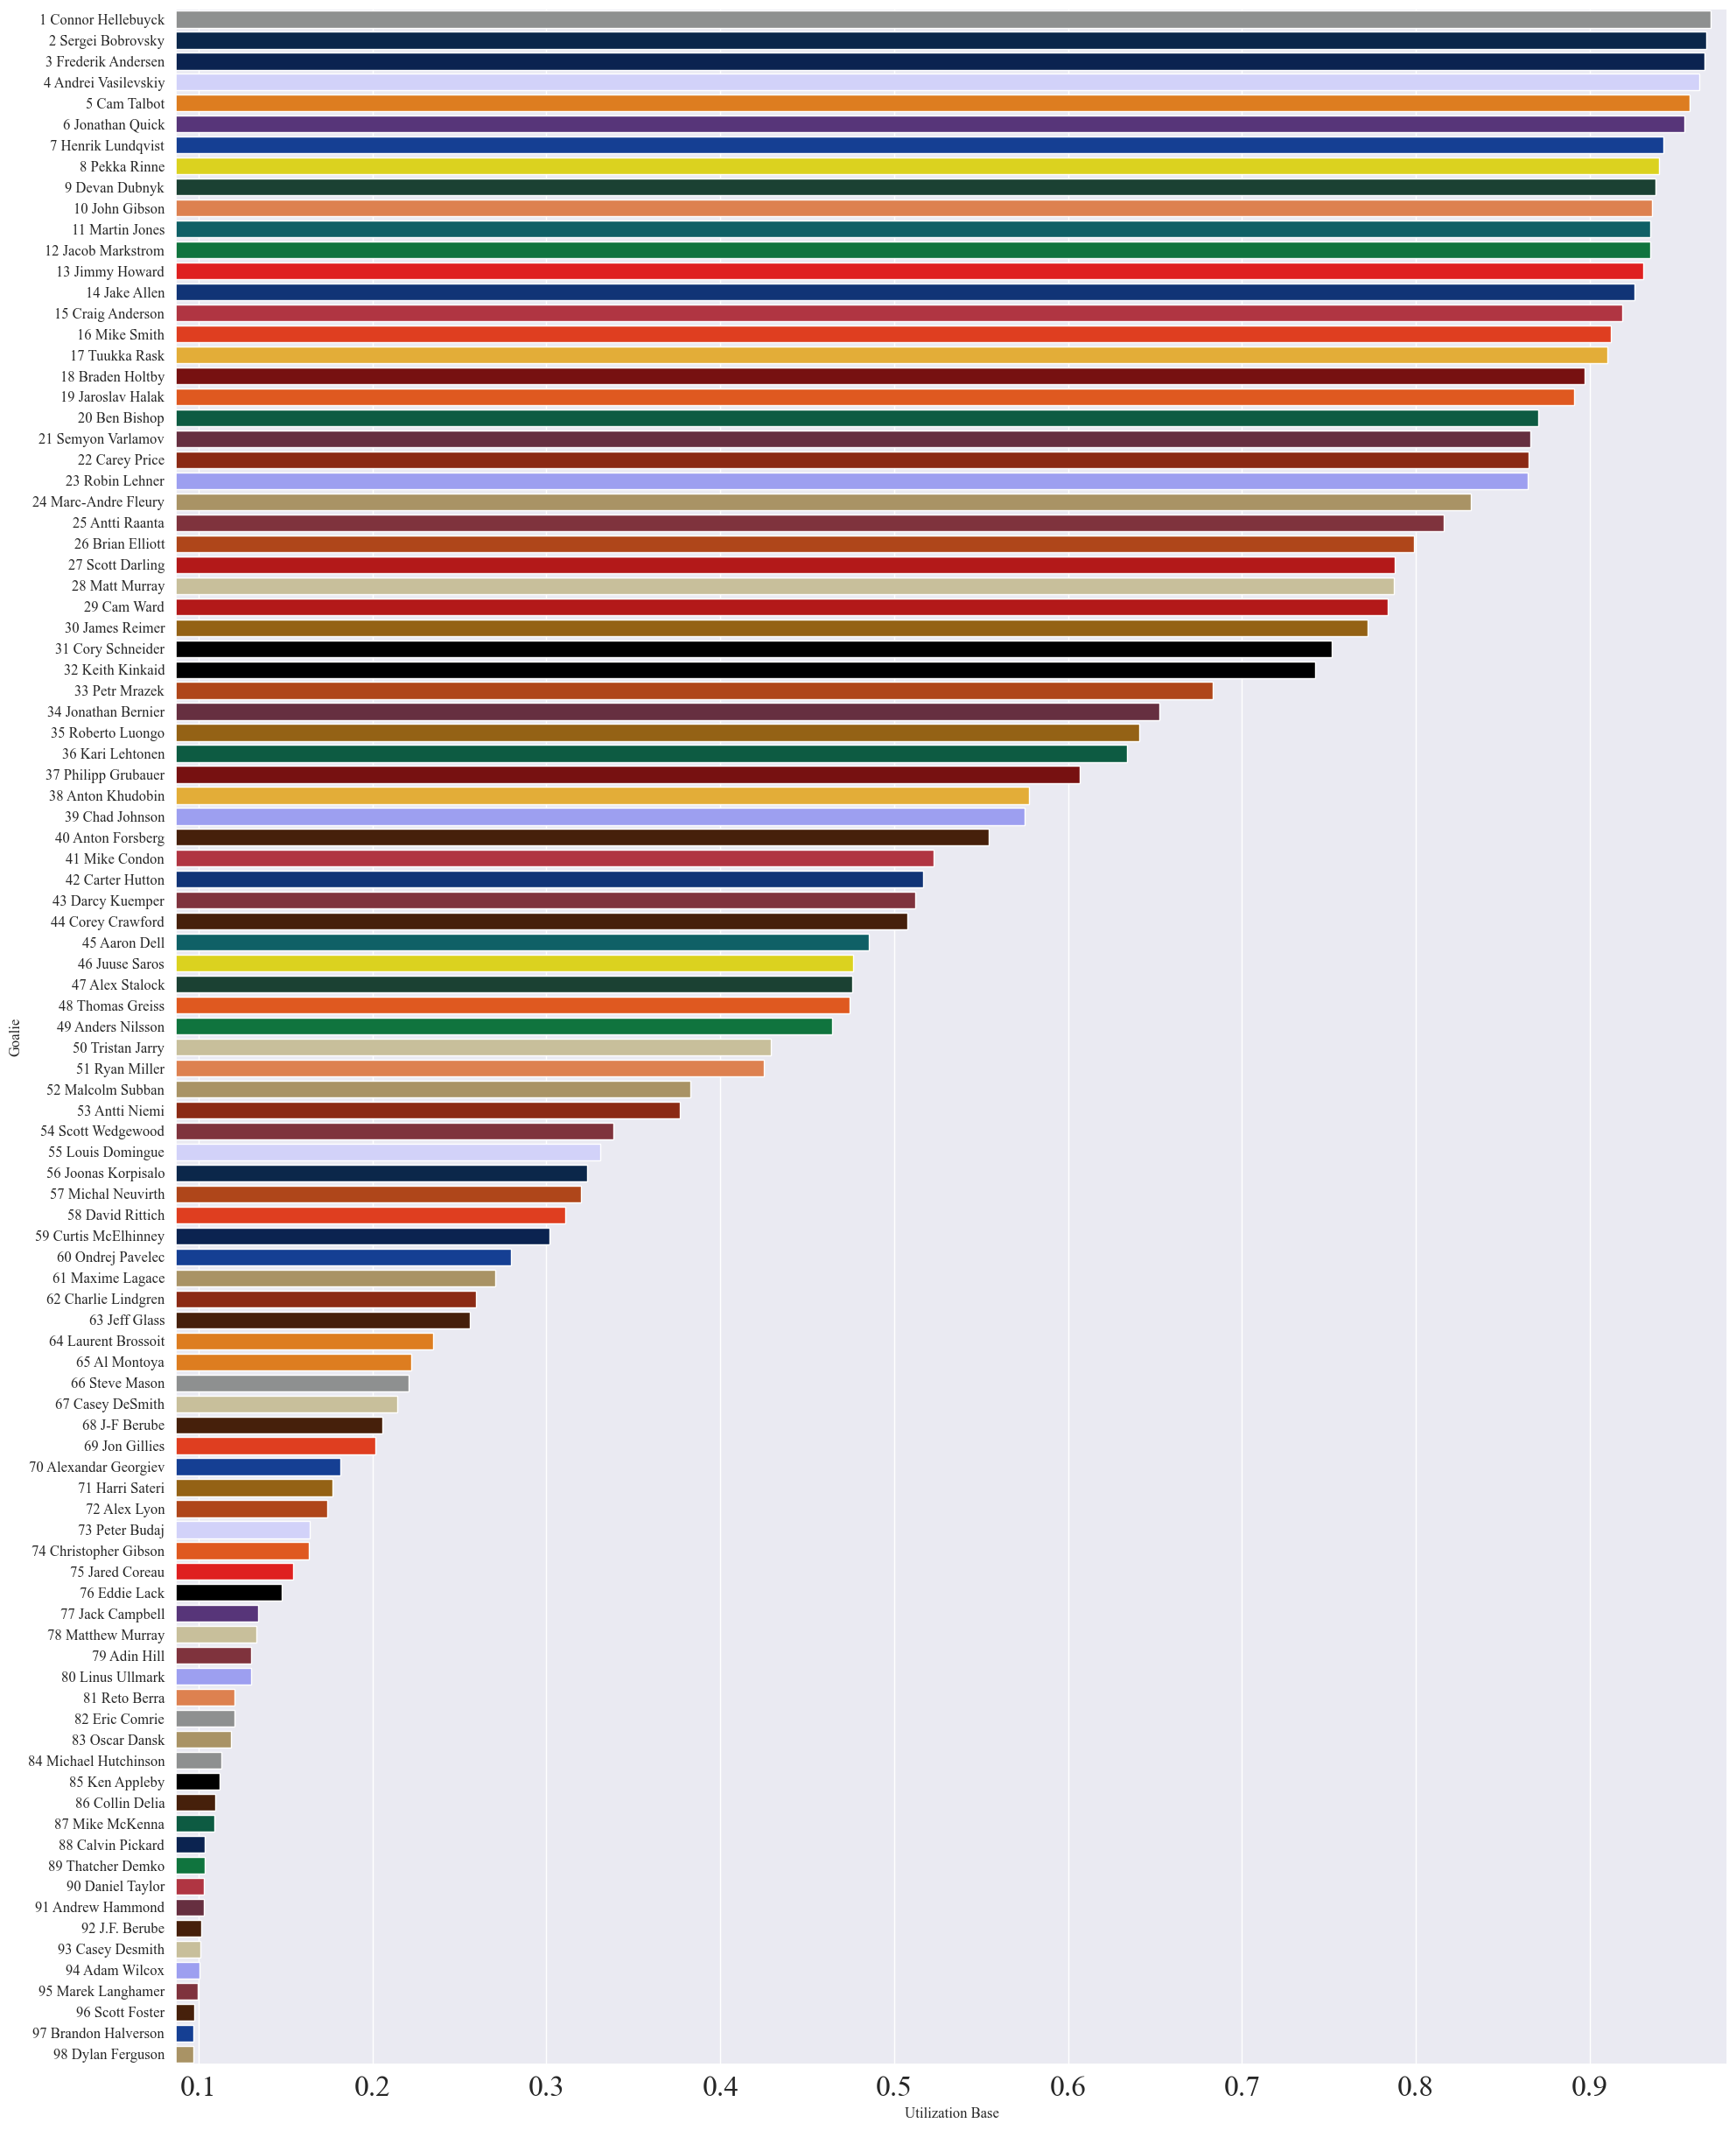 1 Connor Hellebuyck
2 Sergei Bobrovsky
3 Frederik Andersen
4 Andrei Vasilevskiy
5 Cam Talbot
6 Jonathan Quick
7 Henrik Lundqvist
8 Pekka Rinne
9 Devan Dubnyk
10 John Gibson
11 Martin Jones
12 Jacob Markstrom
13 Jimmy Howard
14 Jake Allen
15 Craig Anderson
16 Mike Smith
17 Tuukka Rask
18 Braden Holtby
19 Jaroslav Halak
20 Ben Bishop
21 Semyon Varlamov
22 Carey Price
23 Robin Lehner
24 Marc-Andre Fleury
25 Antti Raanta
26 Brian Elliott
27 Scott Darling
28 Matt Murray
29 Cam Ward
30 James Reimer
31 Cory Schneider
32 Keith Kinkaid
33 Petr Mrazek
34 Jonathan Bernier
35 Roberto Luongo
36 Kari Lehtonen
37 Philipp Grubauer
38 Anton Khudobin
39 Chad Johnson
40 Anton Forsberg
41 Mike Condon
42 Carter Hutton
43 Darcy Kuemper
44 Corey Crawford
45 Aaron Dell
46 Juuse Saros
47 Alex Stalock
48 Thomas Greiss
49 Anders Nilsson
50 Tristan Jarry
51 Ryan Miller
52 Malcolm Subban
53 Antti Niemi
54 Scott Wedgewood
55 Louis Domingue
56 Joonas Korpisalo
57 Michal Neuvirth
58 David Rittich
59 Curtis McElhinney
60 Ondrej Pavelec
61 Maxime Lagace
62 Charlie Lindgren
63 Jeff Glass
64 Laurent Brossoit
65 Al Montoya
66 Steve Mason
67 Casey DeSmith
68 J-F Berube
69 Jon Gillies
70 Alexandar Georgiev
71 Harri Sateri
72 Alex Lyon
73 Peter Budaj
74 Christopher Gibson
75 Jared Coreau
76 Eddie Lack
77 Jack Campbell
78 Matthew Murray
79 Adin Hill
80 Linus Ullmark
81 Reto Berra
82 Eric Comrie
83 Oscar Dansk
84 Michael Hutchinson
85 Ken Appleby
86 Collin Delia
87 Mike McKenna
88 Calvin Pickard
89 Thatcher Demko
90 Daniel Taylor
91 Andrew Hammond
92 J.F. Berube
93 Casey Desmith
94 Adam Wilcox
95 Marek Langhamer
96 Scott Foster
97 Brandon Halverson
98 Dylan Ferguson
Goalie
0.1 0.2 0.3 0.4 0.5 0.6 0.7 0.8 0.9
Utilization Base